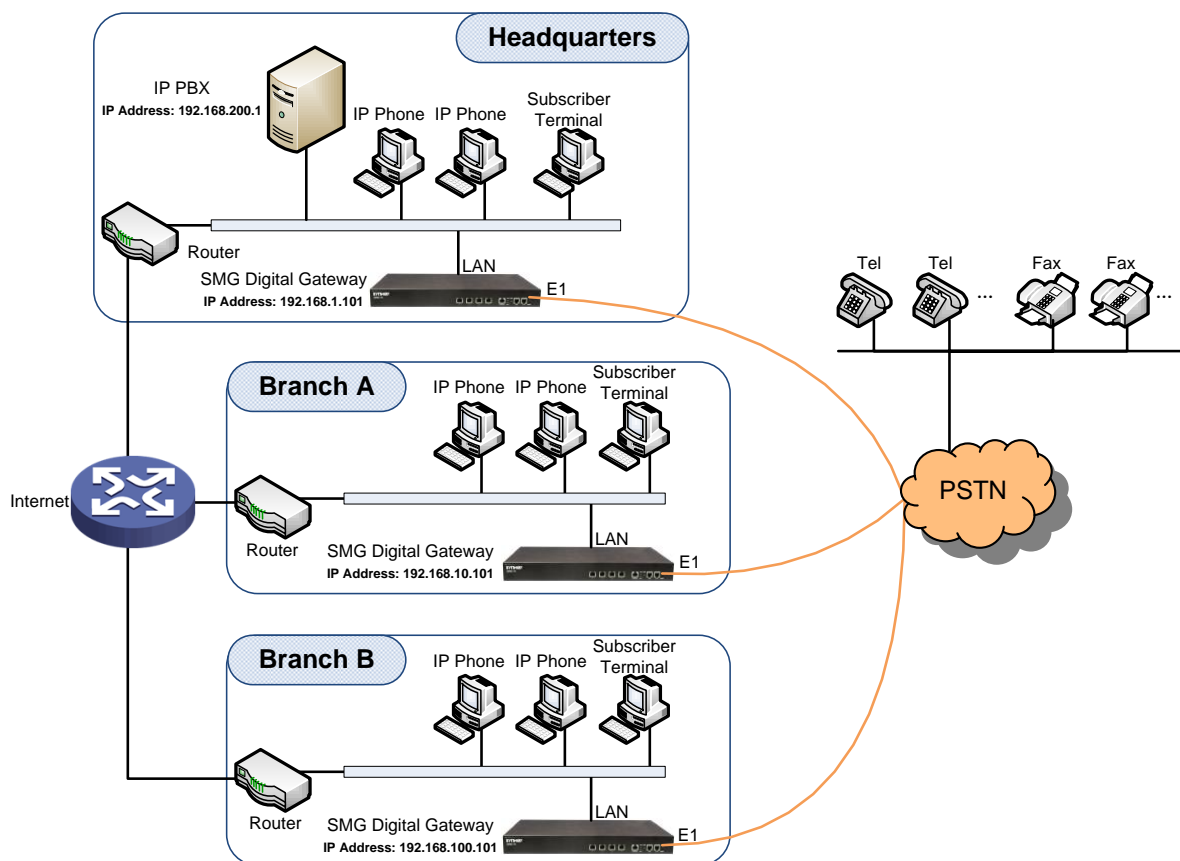 Headquarters
IP PBX
IP Address: 192.168.200.1
IP Phone
IP Phone
Subscriber
Terminal
Router
LAN
SMG Digital Gateway
IP Address: 192.168.1.101
E1
Tel
Tel
...
Fax
Fax
...
Branch A
IP Phone
IP Phone
Subscriber
Terminal
Internet
Router
LAN
SMG Digital Gateway
IP Address: 192.168.10.101
E1
PSTN
Branch B
IP Phone
IP Phone
Subscriber
Terminal
Router
LAN
SMG Digital Gateway
IP Address: 192.168.100.101
E1